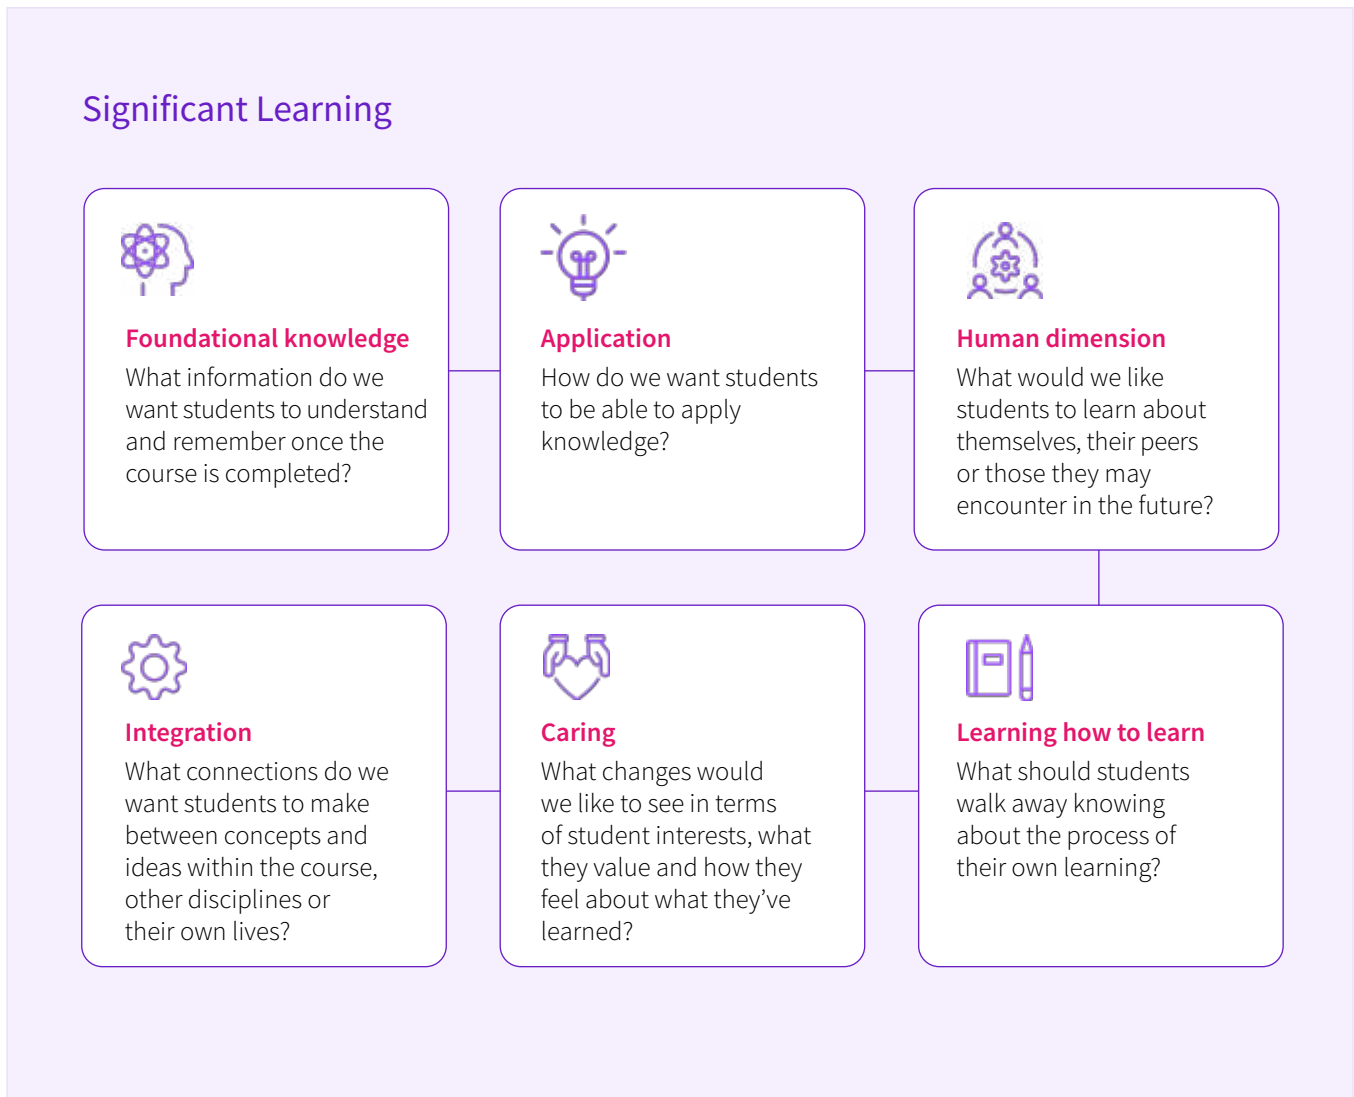 Significant Learning
Foundational knowledge
What information do we
want students to understand
and remember once the
course is completed?
Application
How do we want students
to be able to apply
knowledge?
Human dimension
What would we like
students to learn about
themselves, their peers
or those they may
encounter in the future?
Integration
What connections do we
want students to make
between concepts and
ideas within the course,
other disciplines or
their own lives?
Caring
What changes would
we like to see in terms
of student interests, what
they value and how they
feel about what they’ve
learned?
Learning how to learn
What should students
walk away knowing
about the process of
their own learning?